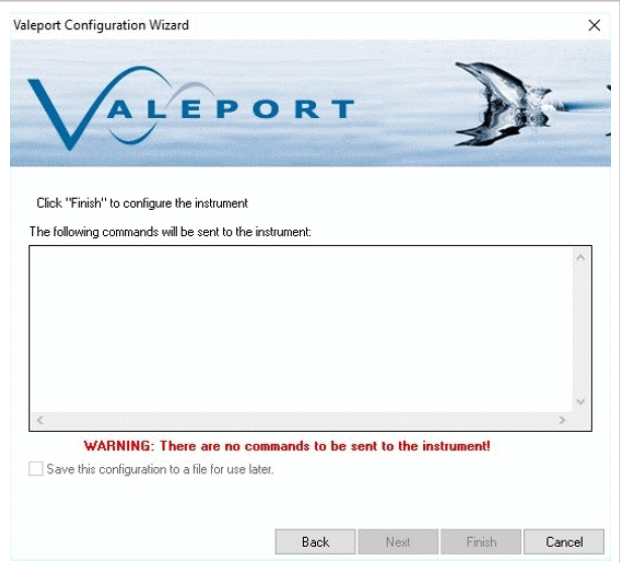 Valeport Configuration Wizard
VALEPORT
Click "Finish" to configure the instrument
The following commands will be sent to the instrument:
WARNING: There are no commands to be sent to the instrument!
Save this configuration to a file for use later.
Back Next Finish Cancel